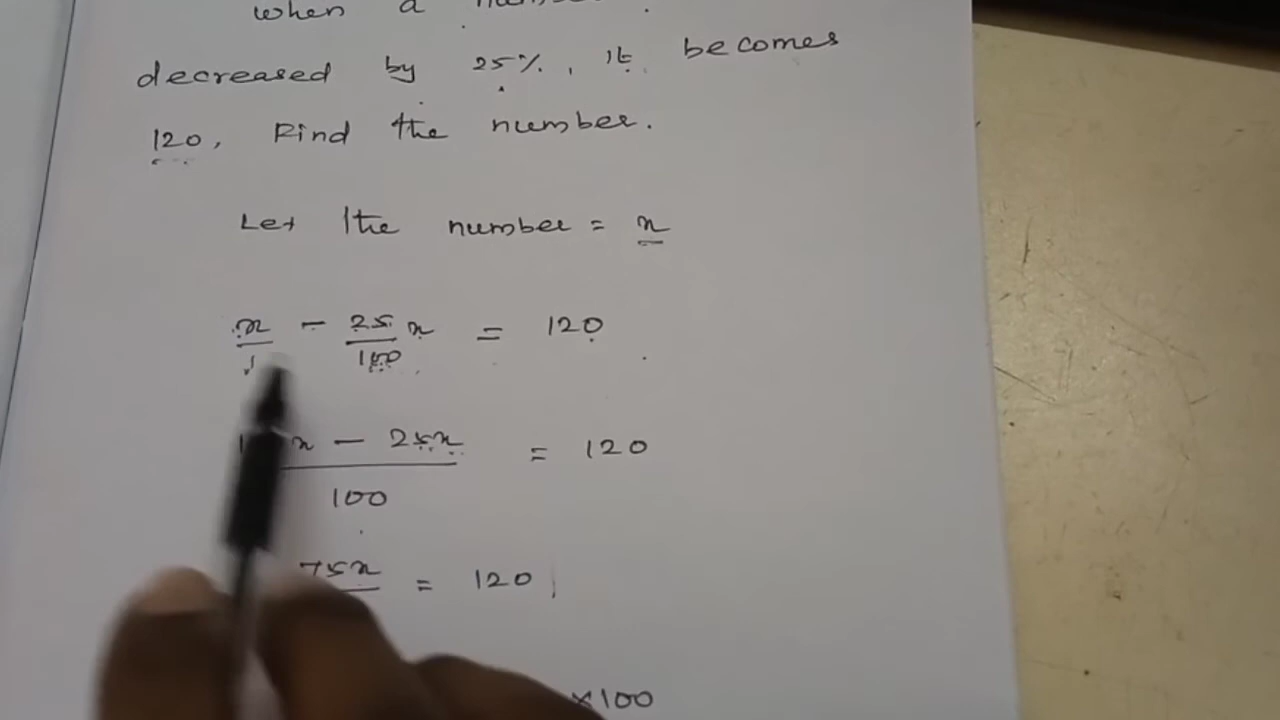 when a
decreased by 25%, it becomes
120, Find the number.
Let the number = x
x/1 - 25/100 x = 120
x - 25x / 100 = 120
75x = 120
×100